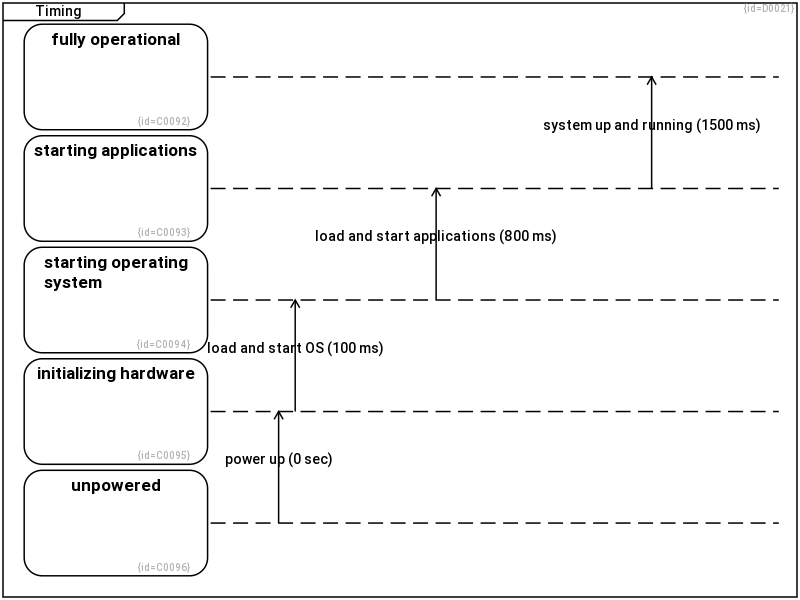 Timing
{id=D0021}
fully operational
{id=C0092}
system up and running (1500 ms)
starting applications
{id=C0093}
load and start applications (800 ms)
starting operating
system
{id=C0094}
load and start OS (100 ms)
initializing hardware
{id=C0095}
power up (0 sec)
unpowered
{id=C0096}